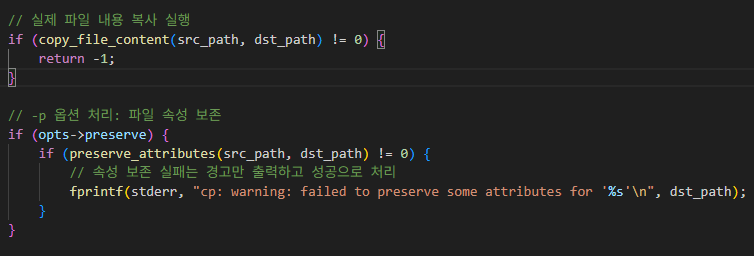 // 실제 파일 내용 복사 실행
if (copy_file_content(src_path, dst_path) != 0) {
    return -1;
}
// -p 옵션 처리: 파일 속성 보존
if (opts->preserve) {
    if (preserve_attributes(src_path, dst_path) != 0) {
        // 속성 보존 실패는 경고만 출력하고 성공으로 처리
        fprintf(stderr, "cp: warning: failed to preserve some attributes for '%s'\n", dst_path);
    }
}